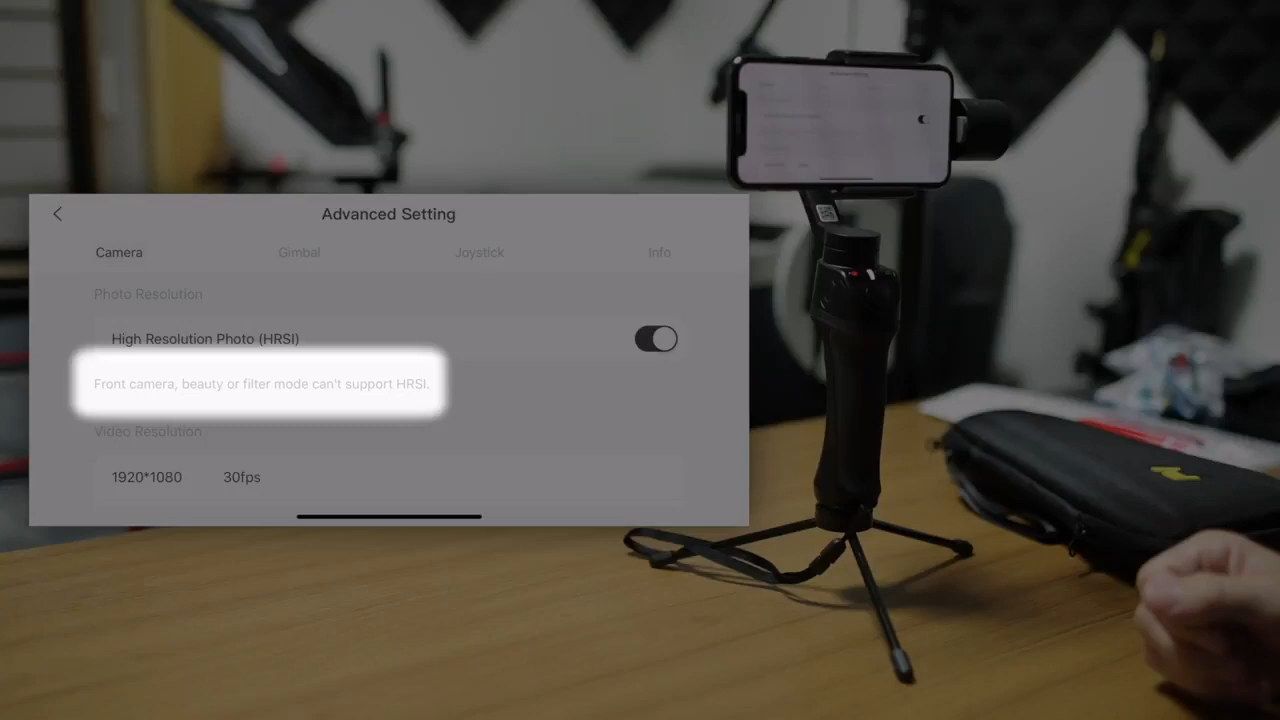 Advanced Setting
Camera Gimbal Joystick Info
Photo Resolution
High Resolution Photo (HRSI)
Front camera, beauty or filter mode can't support HRSI.
Video Resolution
1920*1080 30fps